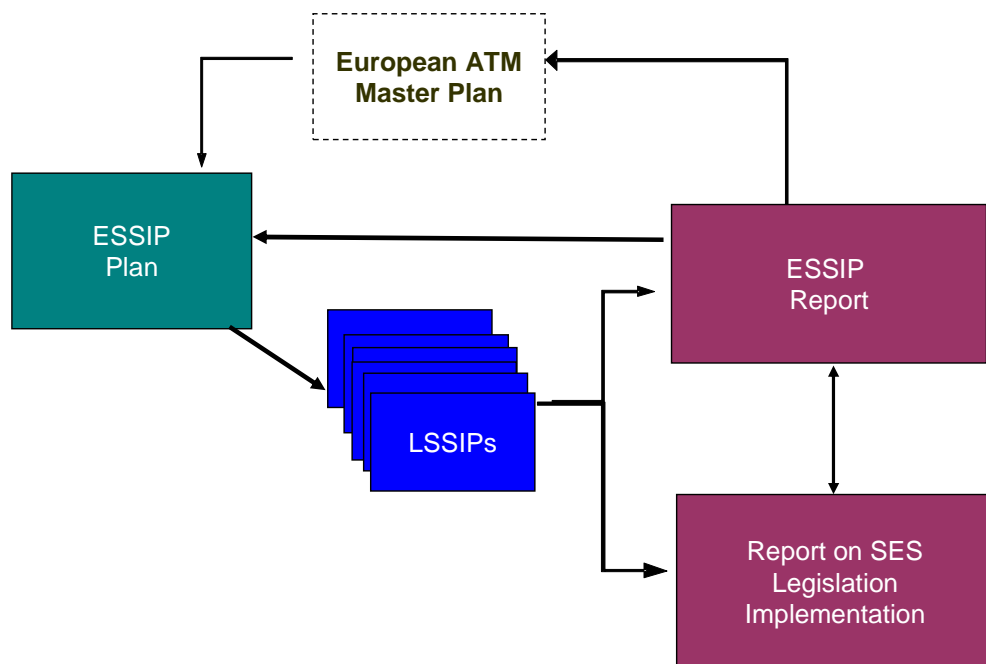 European ATM
Master Plan
ESSIP
Plan
ESSIP
Report
LSSIPs
Report on SES
Legislation
Implementation